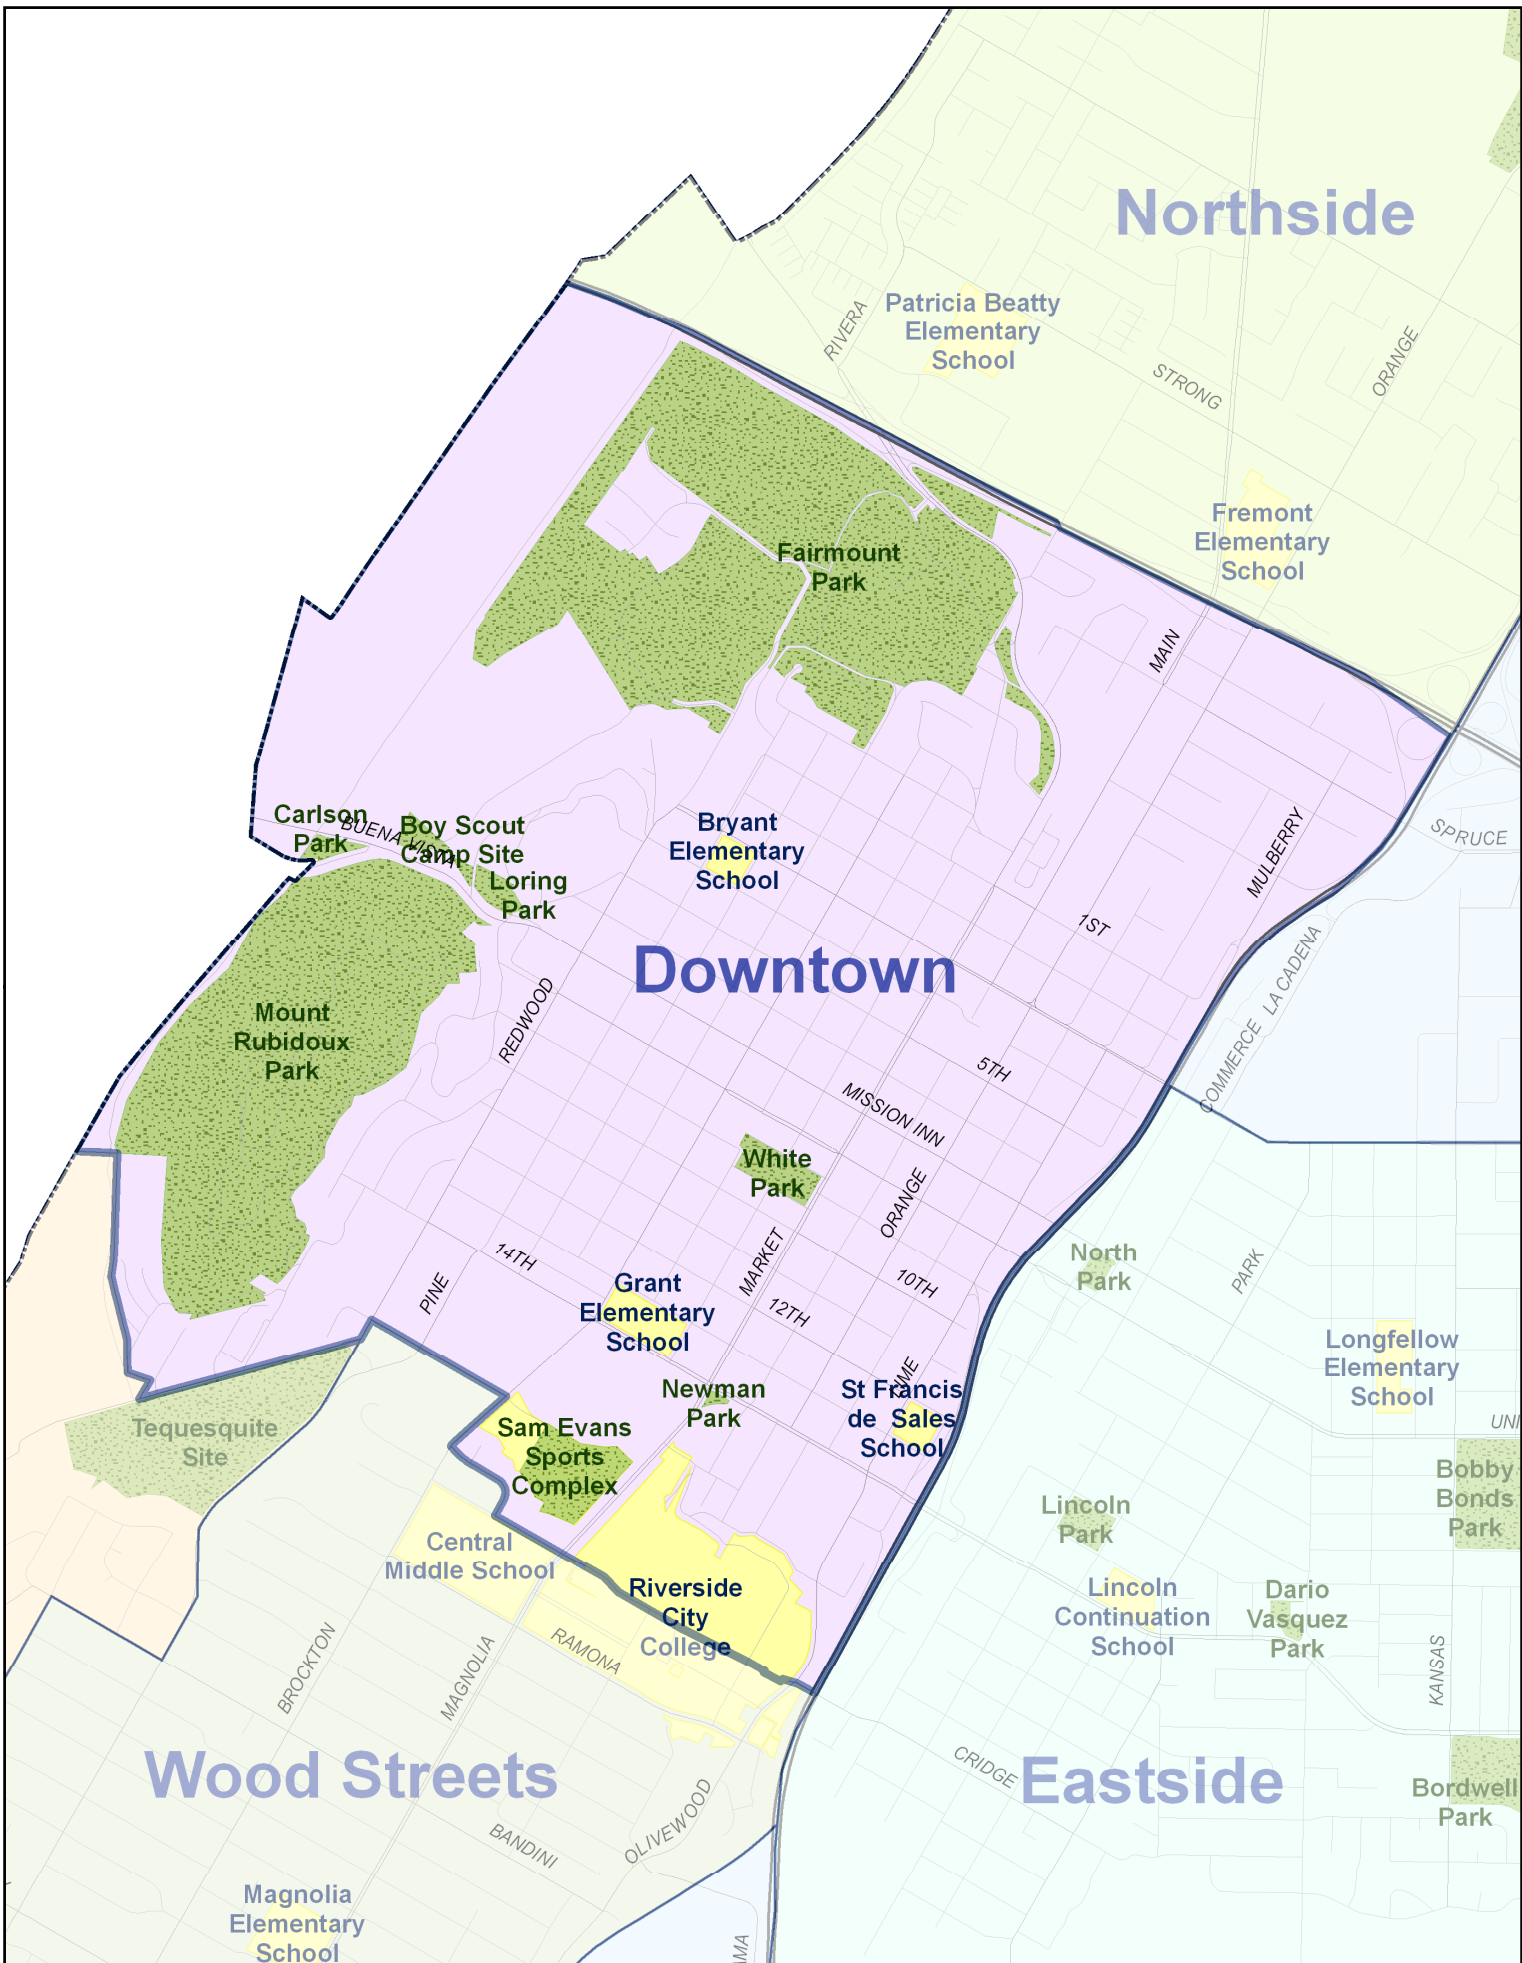 Northside
Patricia Beatty
Elementary
School
RIVERA
STRONG
ORANGE
Fremont
Elementary
School
Fairmount
Park
MAIN
Carlson
Park
BUENA VISTA
Boy Scout
Camp Site
Loring
Park
Bryant
Elementary
School
MULBERRY
SPRUCE
1ST
Downtown
LA CADENA
COMMERCE
Mount
Rubidoux
Park
REDWOOD
5TH
MISSION INN
White
Park
ORANGE
MARKET
14TH
PINE
10TH
12TH
Grant
Elementary
School
North
Park
PARK
Longfellow
Elementary
School
UNI
Newman
Park
St Francis
de Sales
School
Sam Evans
Sports
Complex
Tequesquite
Site
Bobby
Bonds
Park
Lincoln
Park
Central
Middle School
Riverside
City
College
Lincoln
Continuation
School
Dario
Vasquez
Park
KANSAS
BROCKTON
MAGNOLIA
RAMONA
Wood Streets
CRIDGE
Eastside
Bordwell
Park
OLIVEWOOD
BANDINI
Magnolia
Elementary
School